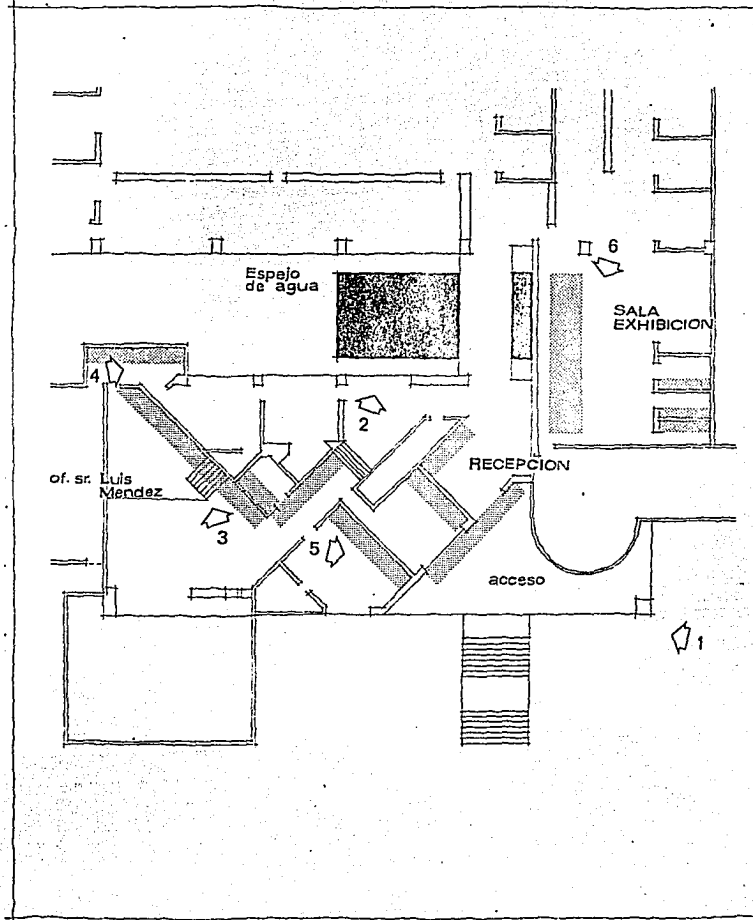 6
Espejo
de agua
SALA
EXHIBICION
4
2
RECEPCION
of. sr. Luis
Mendez
3
5
acceso
1